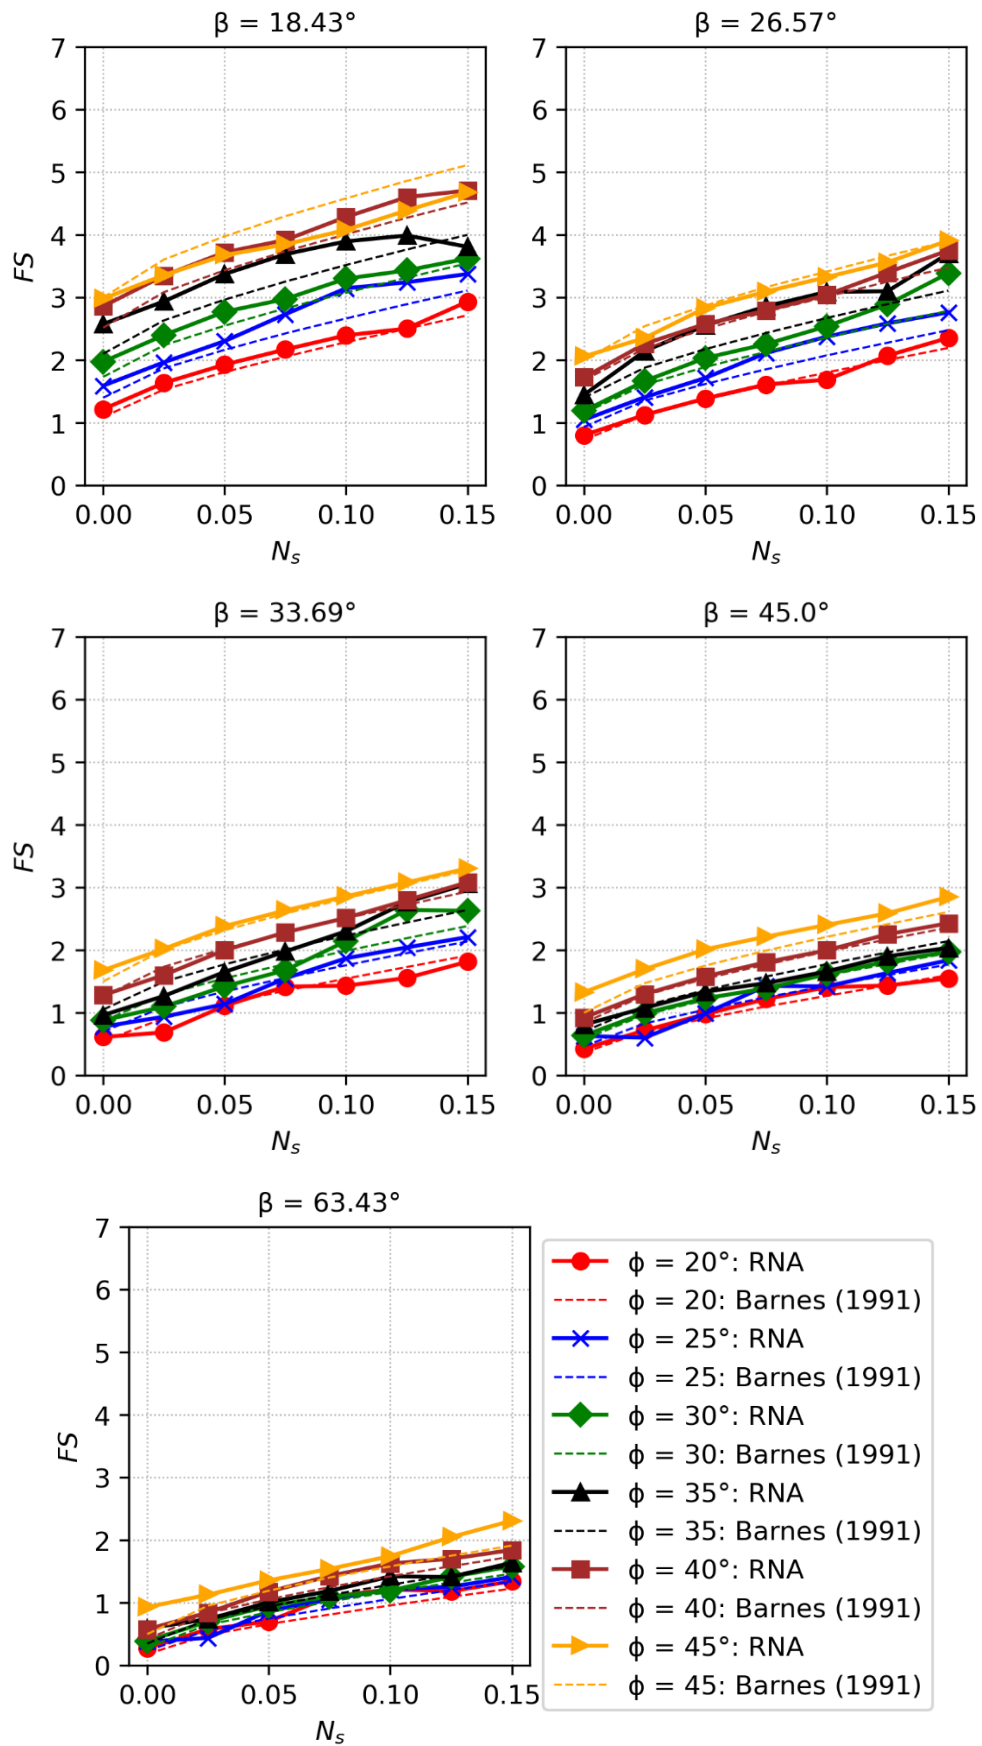 β = 18.43°
7
6
5
4
3
2
1
0
FS
0.00 0.05 0.10 0.15
Nₛ
β = 26.57°
7
6
5
4
3
2
1
0
0.00 0.05 0.10 0.15
Nₛ
β = 33.69°
7
6
5
4
3
2
1
0
FS
0.00 0.05 0.10 0.15
Nₛ
β = 45.0°
7
6
5
4
3
2
1
0
0.00 0.05 0.10 0.15
Nₛ
β = 63.43°
7
6
5
4
3
2
1
0
FS
0.00 0.05 0.10 0.15
Nₛ
ϕ = 20°: RNA
ϕ = 20: Barnes (1991)
ϕ = 25°: RNA
ϕ = 25: Barnes (1991)
ϕ = 30°: RNA
ϕ = 30: Barnes (1991)
ϕ = 35°: RNA
ϕ = 35: Barnes (1991)
ϕ = 40°: RNA
ϕ = 40: Barnes (1991)
ϕ = 45°: RNA
ϕ = 45: Barnes (1991)